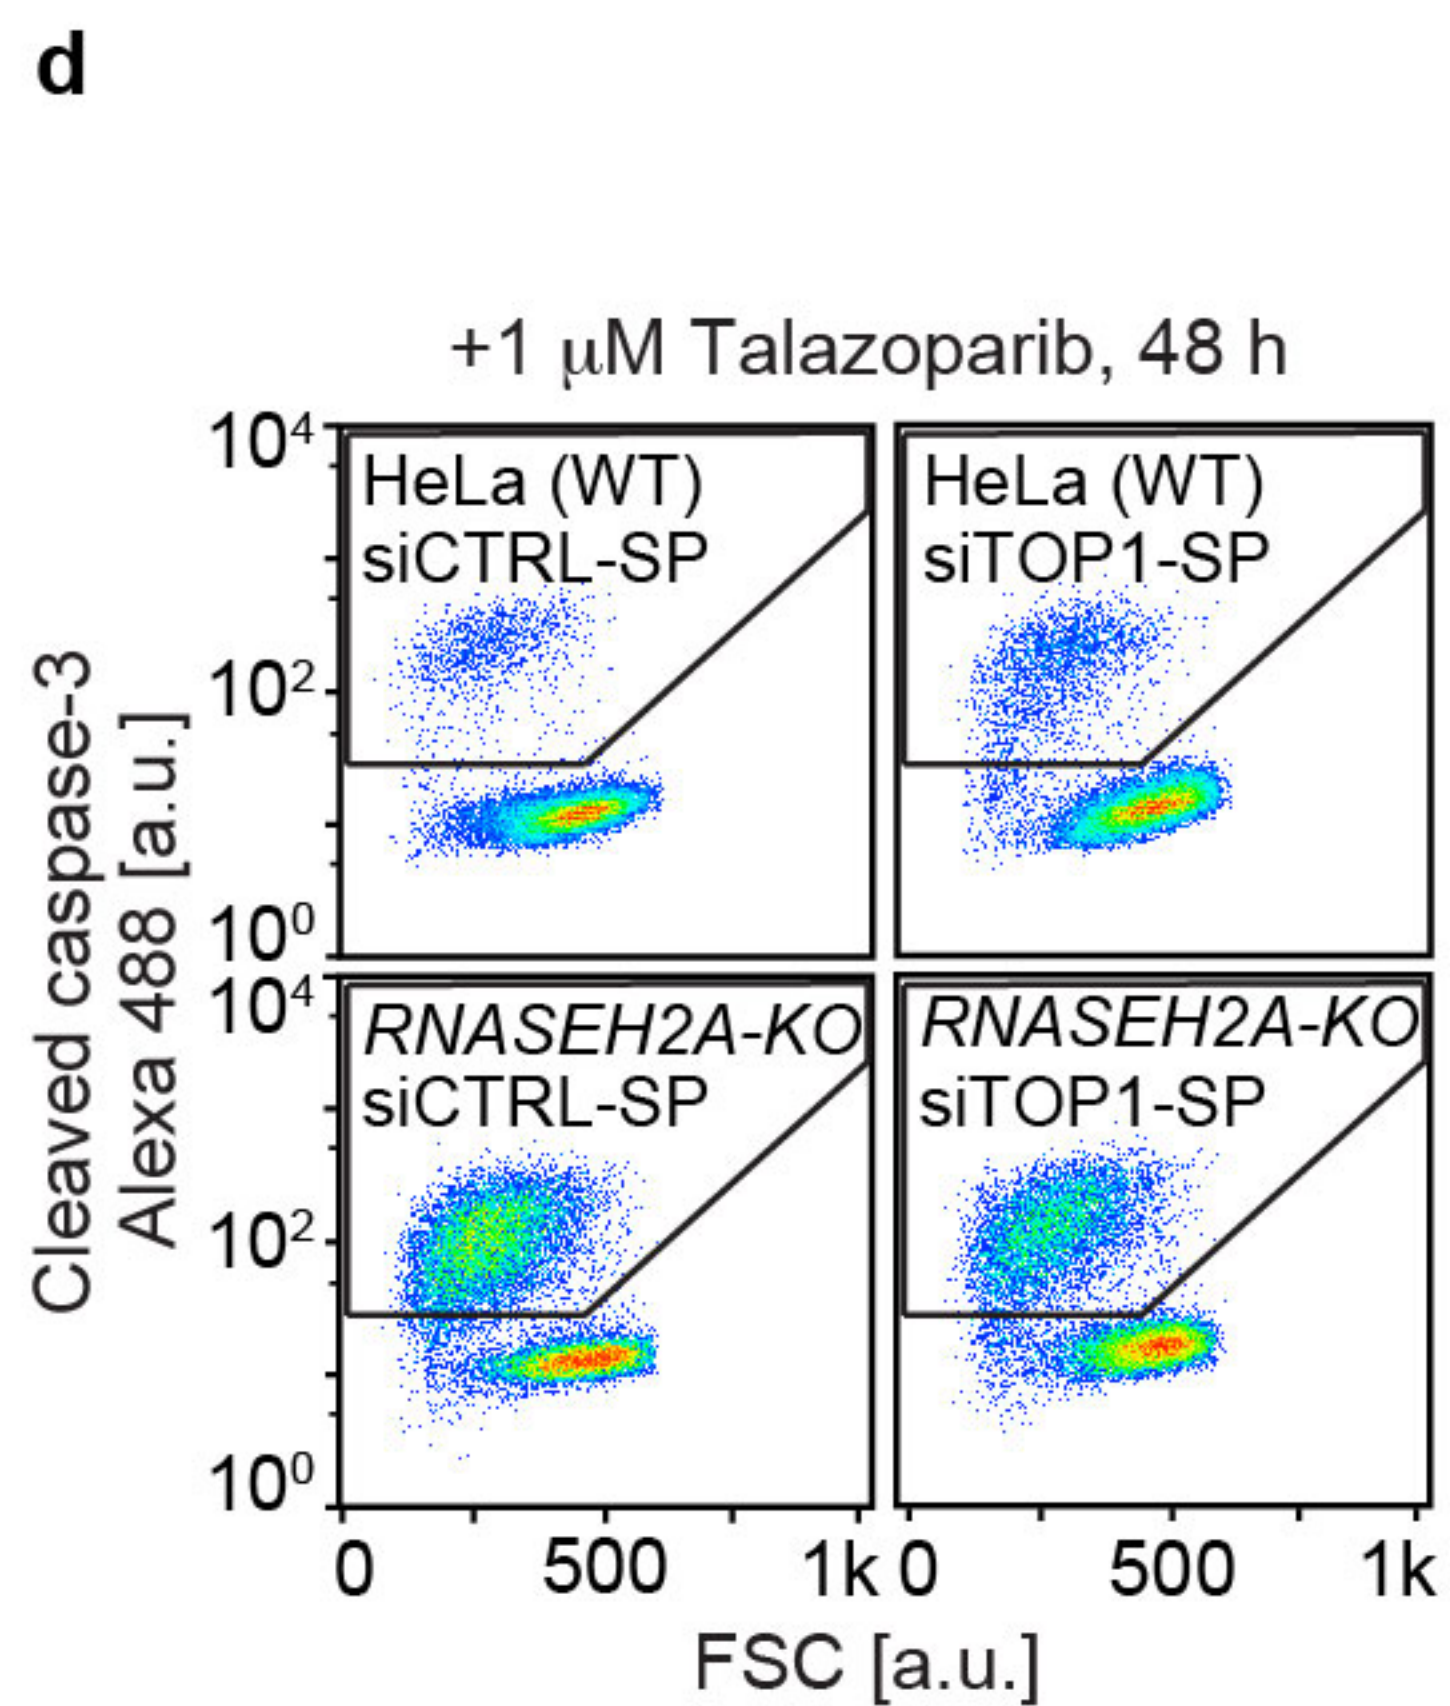 d
+1 μM Talazoparib, 48 h
Cleaved caspase-3
Alexa 488 [a.u.]
10⁴
10²
10⁰
HeLa (WT)
siCTRL-SP
HeLa (WT)
siTOP1-SP
10⁴
10²
10⁰
RNASEH2A-KO
siCTRL-SP
RNASEH2A-KO
siTOP1-SP
0 500 1k
0 500 1k
FSC [a.u.]